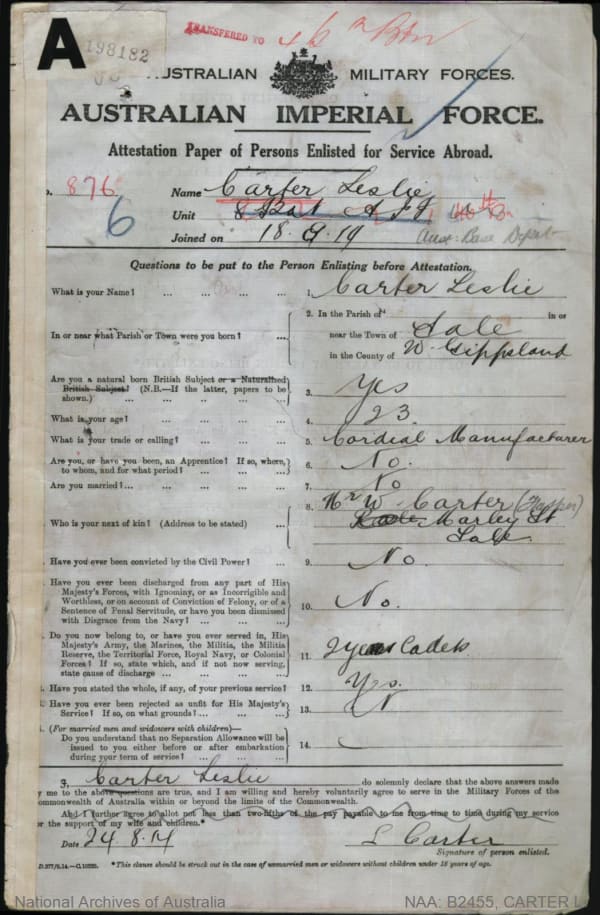 A
198182
TRANSFERED TO 46th Btn
AUSTRALIAN MILITARY FORCES.
AUSTRALIAN IMPERIAL FORCE.
Attestation Paper of Persons Enlisted for Service Abroad.
o. 876 Name Carter Leslie
6 Unit 8 Bat A I F
Joined on 18.9.14 Aust: Base Depot
Questions to be put to the Person Enlisting before Attestation.
What is your Name? ... ... ... ... 1. Carter Leslie
In or near what Parish or Town were you born? ... 2. In the Parish of in or
near the Town of Sale
in the County of W. Gippsland
Are you a natural born British Subject or a Naturalized
British Subject? (N.B.—If the latter, papers to be
shown.) ... ... ... ... ... 3. Yes
What is your age? ... ... ... ... 4. 23
What is your trade or calling? ... ... ... 5. Cordial Manufacturer
Are you, or have you been, an Apprentice? If so, where,
to whom, and for what period? ... ... ... 6. No.
Are you married? ... ... ... ... ... 7. No
Who is your next of kin? (Address to be stated) ... 8. Mr W. Carter (Father)
Marley St
Sale
Have you ever been convicted by the Civil Power? ... 9. No.
Have you ever been discharged from any part of His
Majesty's Forces, with Ignominy, or as Incorrigible and
Worthless, or on account of Conviction of Felony, or of a
Sentence of Penal Servitude, or have you been dismissed
with Disgrace from the Navy? ... ... ... 10. No.
Do you now belong to, or have you ever served in, His
Majesty's Army, the Marines, the Militia, the Militia
Reserve, the Territorial Force, Royal Navy, or Colonial
Forces? If so, state which, and if not now serving,
state cause of discharge ... ... ... ... 11. 2 years Cadets
Have you stated the whole, if any, of your previous service? 12. Yes.
Have you ever been rejected as unfit for His Majesty's
Service? If so, on what grounds? ... ... ... 13. N
(For married men and widowers with children)—
Do you understand that no Separation Allowance will be
issued to you either before or after embarkation
during your term of service? ... ... ... 14.
I, Carter Leslie do solemnly declare that the above answers made
y me to the above questions are true, and I am willing and hereby voluntarily agree to serve in the Military Forces of the
ommonwealth of Australia within or beyond the limits of the Commonwealth.
And I further agree to allot not less than two-fifths of the pay payable to me from time to time during my service
or the support of my wife and children.*
Date 24.8.14 L Carter
Signature of person enlisted.
D.377/9.14.—C.10525. *This clause should be struck out in the case of unmarried men or widowers without children under 18 years of age.
National Archives of Australia NAA: B2455, CARTER L